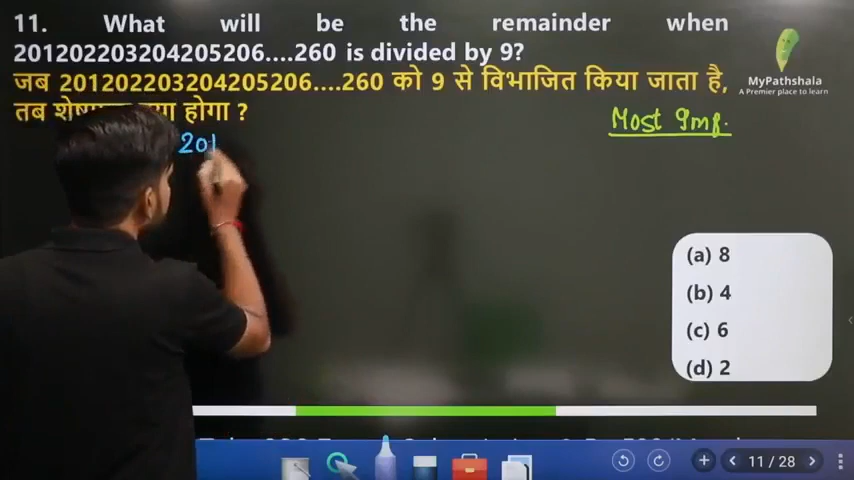 11. What will be the remainder when
201202203204205206....260 is divided by 9?
जब 201202203204205206....260 को 9 से विभाजित किया जाता है,
तब होगा ?
MyPathshala
A Premier place to learn
Most Imp.
201
(a) 8
(b) 4
(c) 6
(d) 2
11 / 28